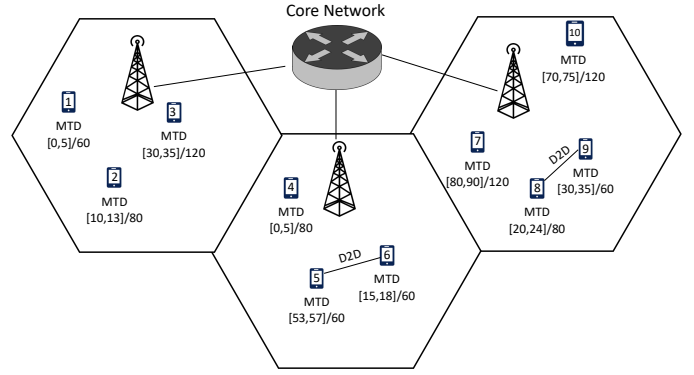 Core Network
1
MTD
[0,5]/60
2
MTD
[10,13]/80
3
MTD
[30,35]/120
4
MTD
[0,5]/80
5
MTD
[53,57]/60
D2D
6
MTD
[15,18]/60
7
MTD
[80,90]/120
8
MTD
[20,24]/80
D2D
9
MTD
[30,35]/60
10
MTD
[70,75]/120